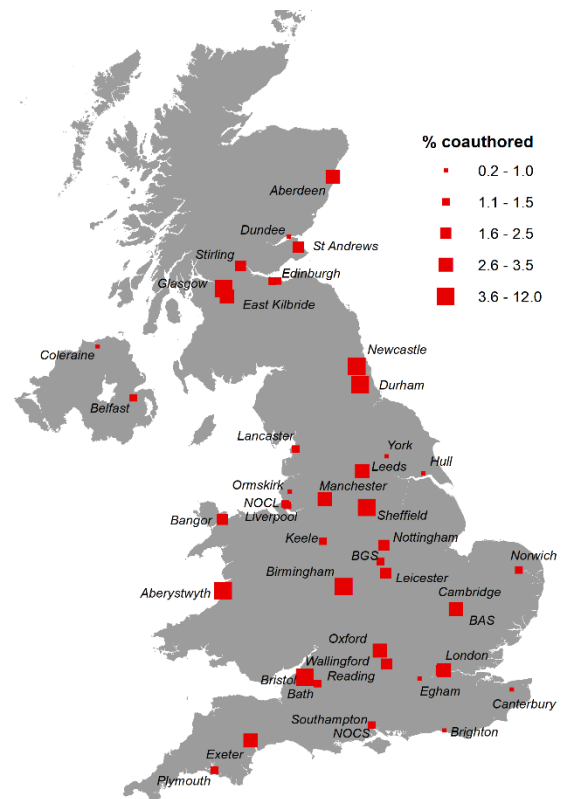 % coauthored
0.2 - 1.0
1.1 - 1.5
1.6 - 2.5
2.6 - 3.5
3.6 - 12.0
Aberdeen
Dundee
St Andrews
Stirling
Edinburgh
Glasgow
East Kilbride
Newcastle
Coleraine
Durham
Belfast
Lancaster
York
Hull
Leeds
Ormskirk
Manchester
NOCL
Liverpool
Sheffield
Bangor
Keele
Nottingham
BGS
Norwich
Birmingham
Leicester
Aberystwyth
Cambridge
BAS
Oxford
London
Wallingford
Bristol
Reading
Bath
Egham
Canterbury
Southampton
NOCS
Brighton
Exeter
Plymouth